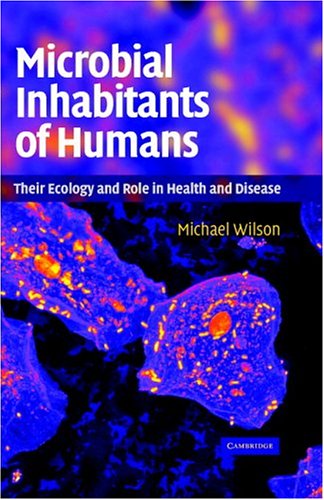 Microbial
Inhabitants
of Humans
Their Ecology and Role in Health and Disease
Michael Wilson
CAMBRIDGE